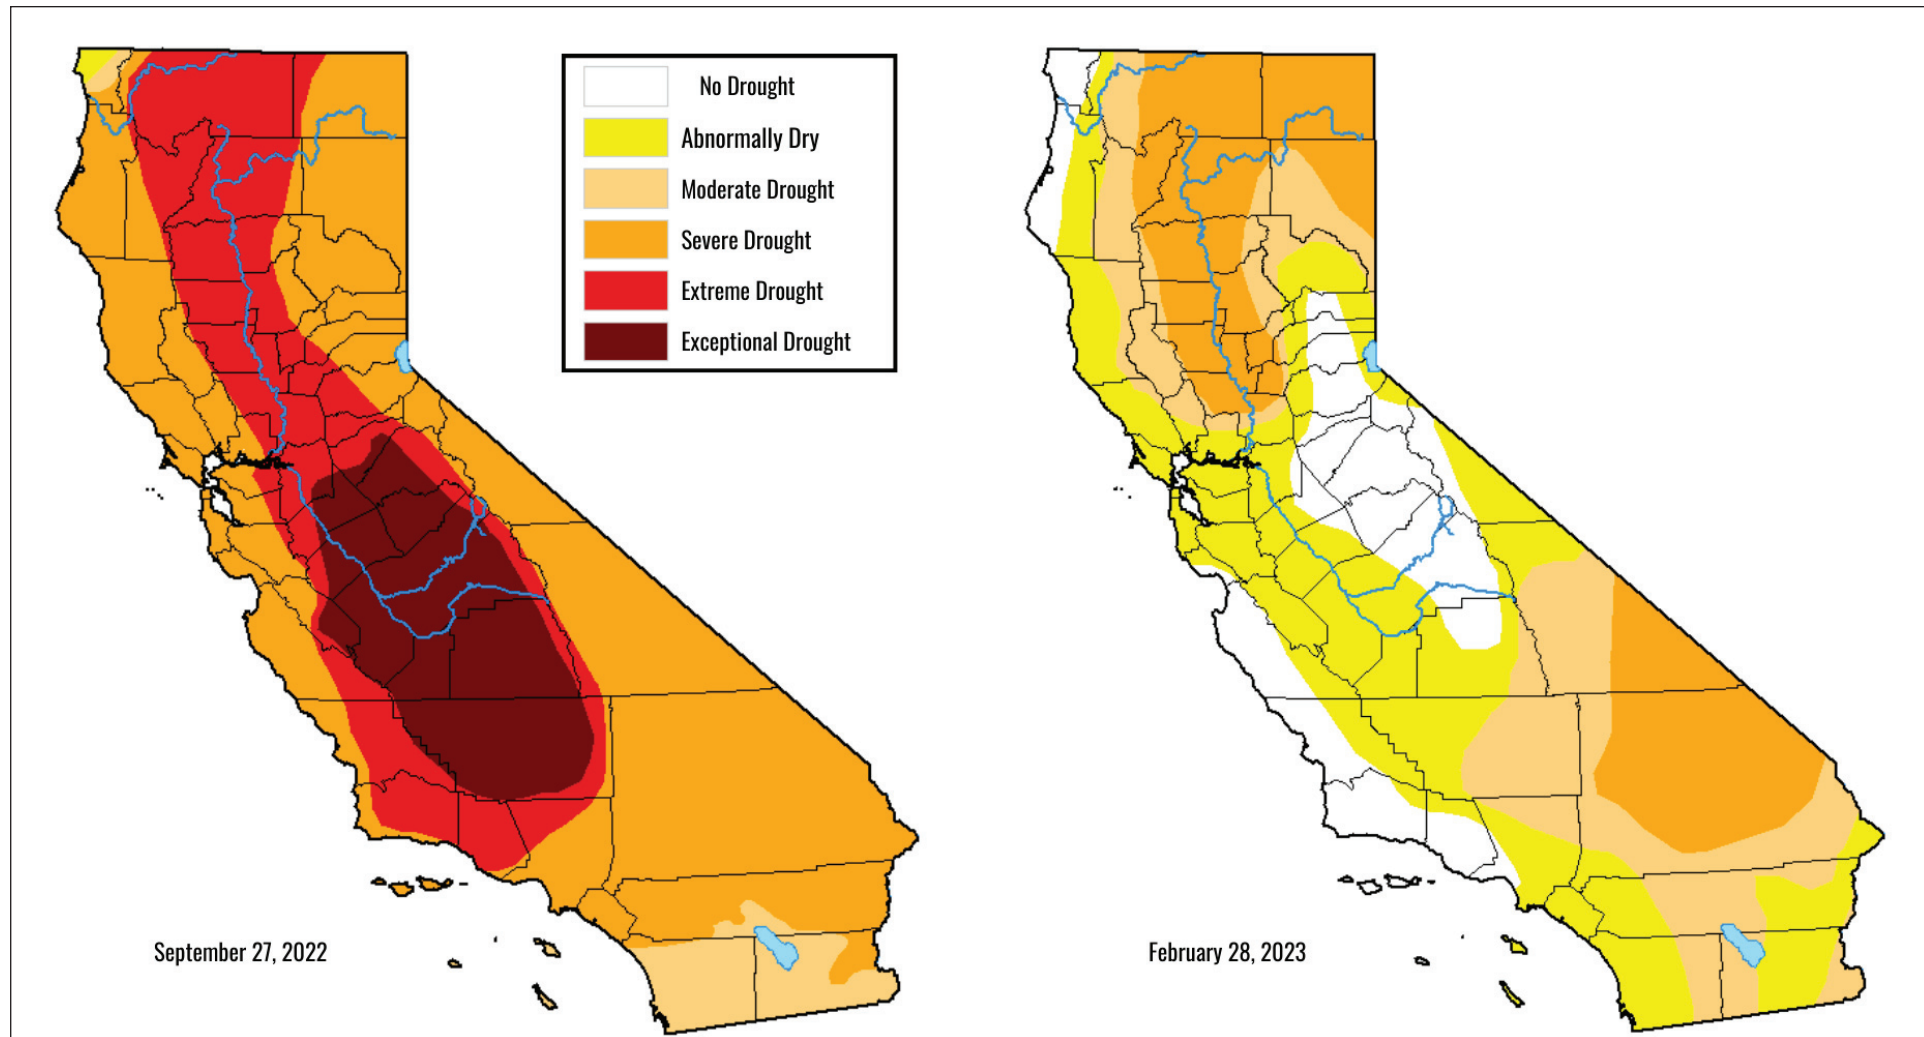 No Drought
Abnormally Dry
Moderate Drought
Severe Drought
Extreme Drought
Exceptional Drought
September 27, 2022
February 28, 2023